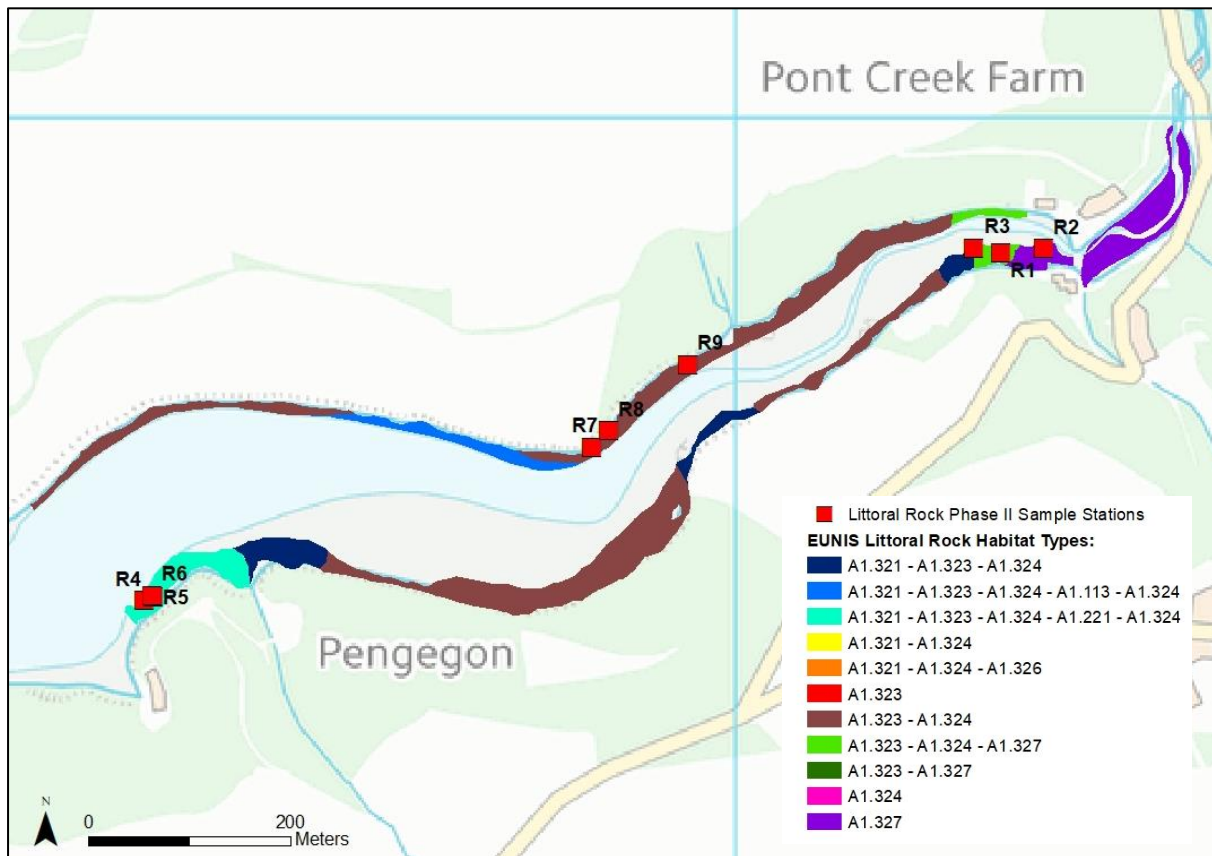 Pont Creek Farm
R3
R2
R1
R9
R8
R7
R4
R6
R5
Pengegon
Littoral Rock Phase II Sample Stations
EUNIS Littoral Rock Habitat Types:
A1.321 - A1.323 - A1.324
A1.321 - A1.323 - A1.324 - A1.113 - A1.324
A1.321 - A1.323 - A1.324 - A1.221 - A1.324
A1.321 - A1.324
A1.321 - A1.324 - A1.326
A1.323
A1.323 - A1.324
A1.323 - A1.324 - A1.327
A1.323 - A1.327
A1.324
A1.327
N
0 200
Meters